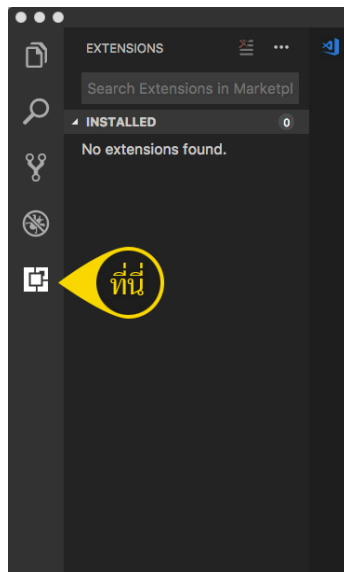 EXTENSIONS
Search Extensions in Marketpl
INSTALLED 0
No extensions found.
ที่นี่